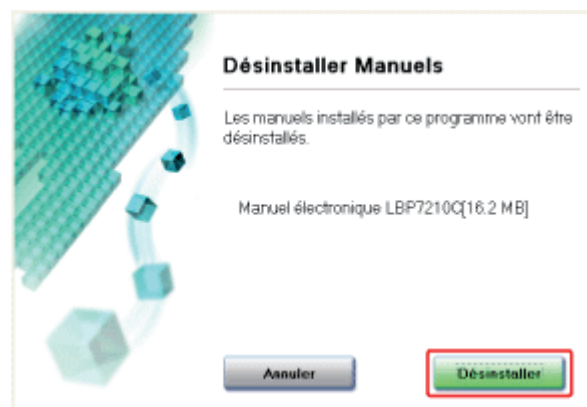 Désinstaller Manuels
Les manuels installés par ce programme vont être
désinstallés.
Manuel électronique LBP7210C[16.2 MB]
Annuler
Désinstaller